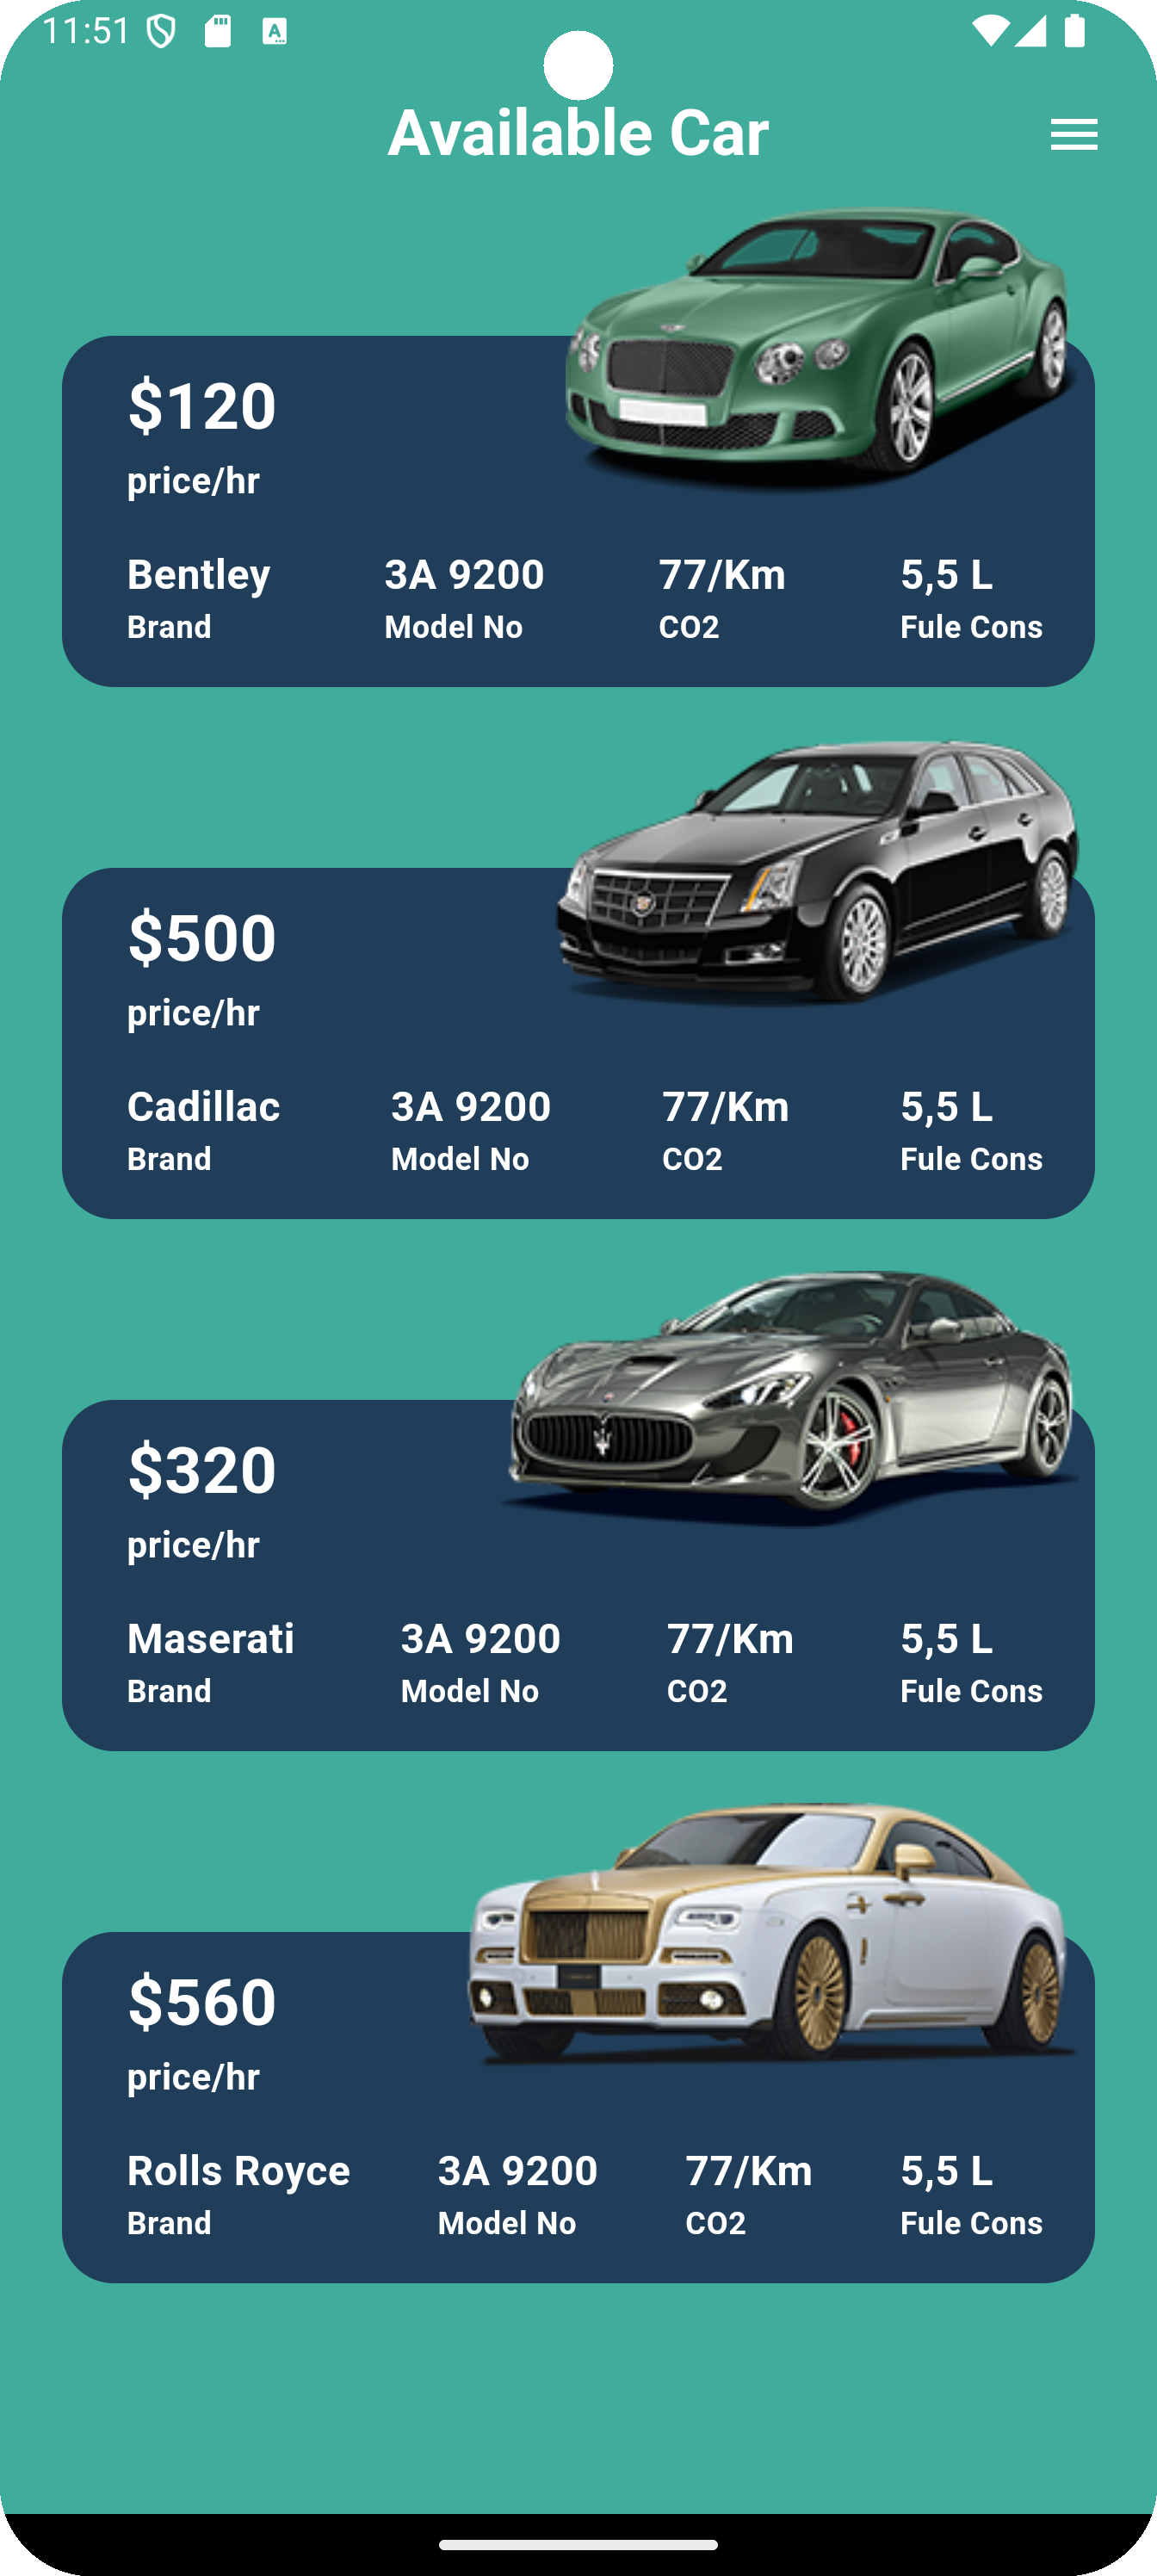 11:51
Available Car
$120
price/hr
Bentley 3A 9200 77/Km 5,5 L
Brand Model No CO2 Fule Cons
$500
price/hr
Cadillac 3A 9200 77/Km 5,5 L
Brand Model No CO2 Fule Cons
$320
price/hr
Maserati 3A 9200 77/Km 5,5 L
Brand Model No CO2 Fule Cons
$560
price/hr
Rolls Royce 3A 9200 77/Km 5,5 L
Brand Model No CO2 Fule Cons